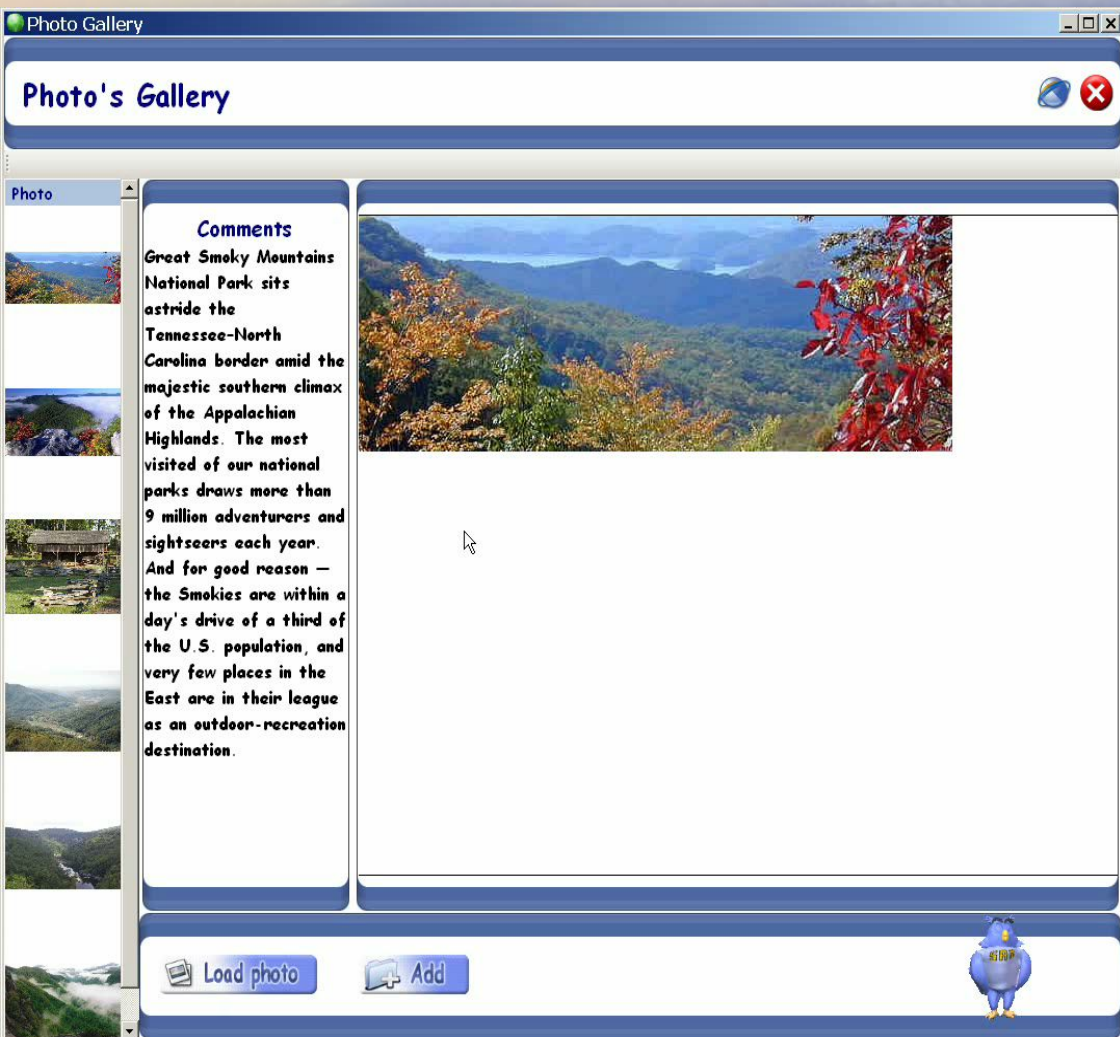 Photo Gallery
Photo's Gallery
Photo
Comments
Great Smoky Mountains
National Park sits
astride the
Tennessee-North
Carolina border amid the
majestic southern climax
of the Appalachian
Highlands. The most
visited of our national
parks draws more than
9 million adventurers and
sightseers each year.
And for good reason —
the Smokies are within a
day's drive of a third of
the U.S. population, and
very few places in the
East are in their league
as an outdoor-recreation
destination.
Load photo
Add